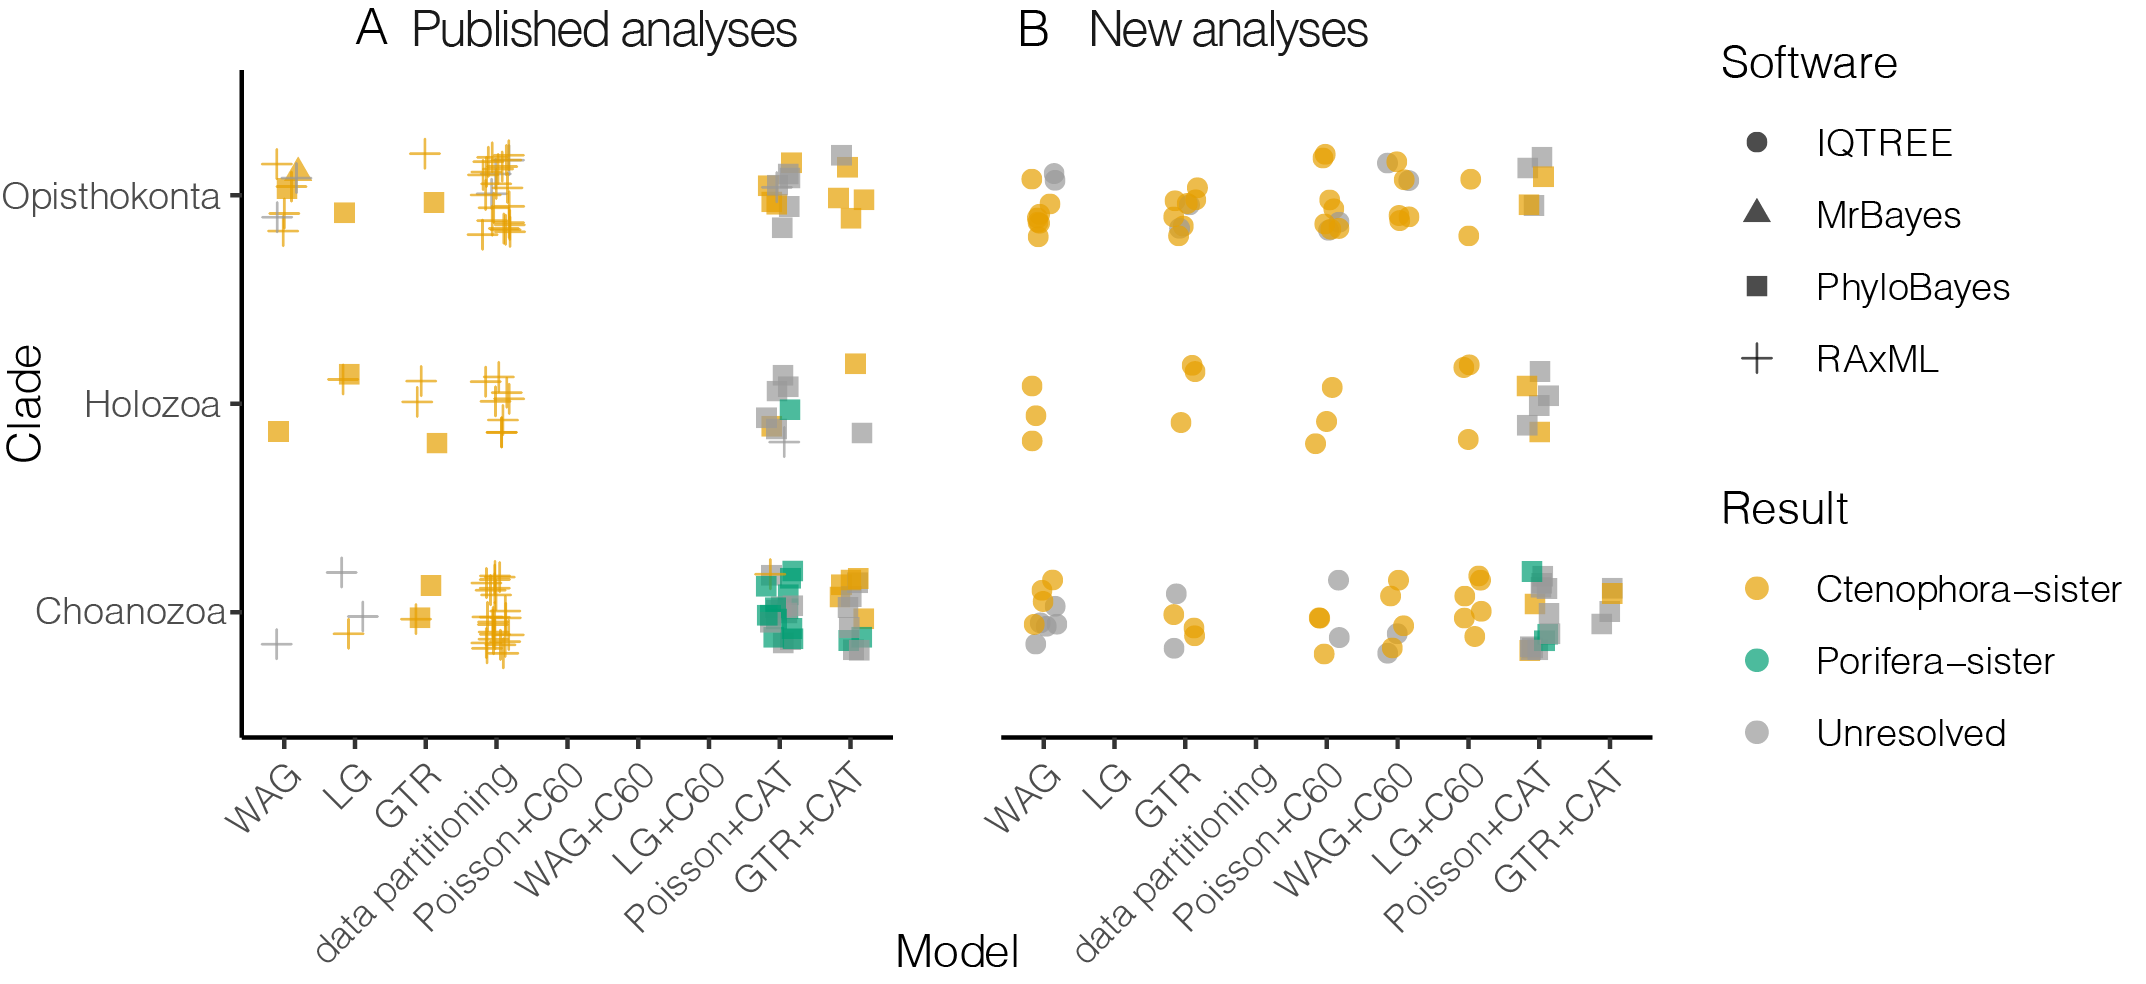 A Published analyses
B New analyses
Clade
Opisthokonta
Holozoa
Choanozoa
WAG
LG
GTR
data partitioning
Poisson+C60
WAG+C60
LG+C60
Poisson+CAT
GTR+CAT
WAG
LG
GTR
data partitioning
Poisson+C60
WAG+C60
LG+C60
Poisson+CAT
GTR+CAT
Model
Software
IQTREE
MrBayes
PhyloBayes
RAxML
Result
Ctenophora−sister
Porifera−sister
Unresolved